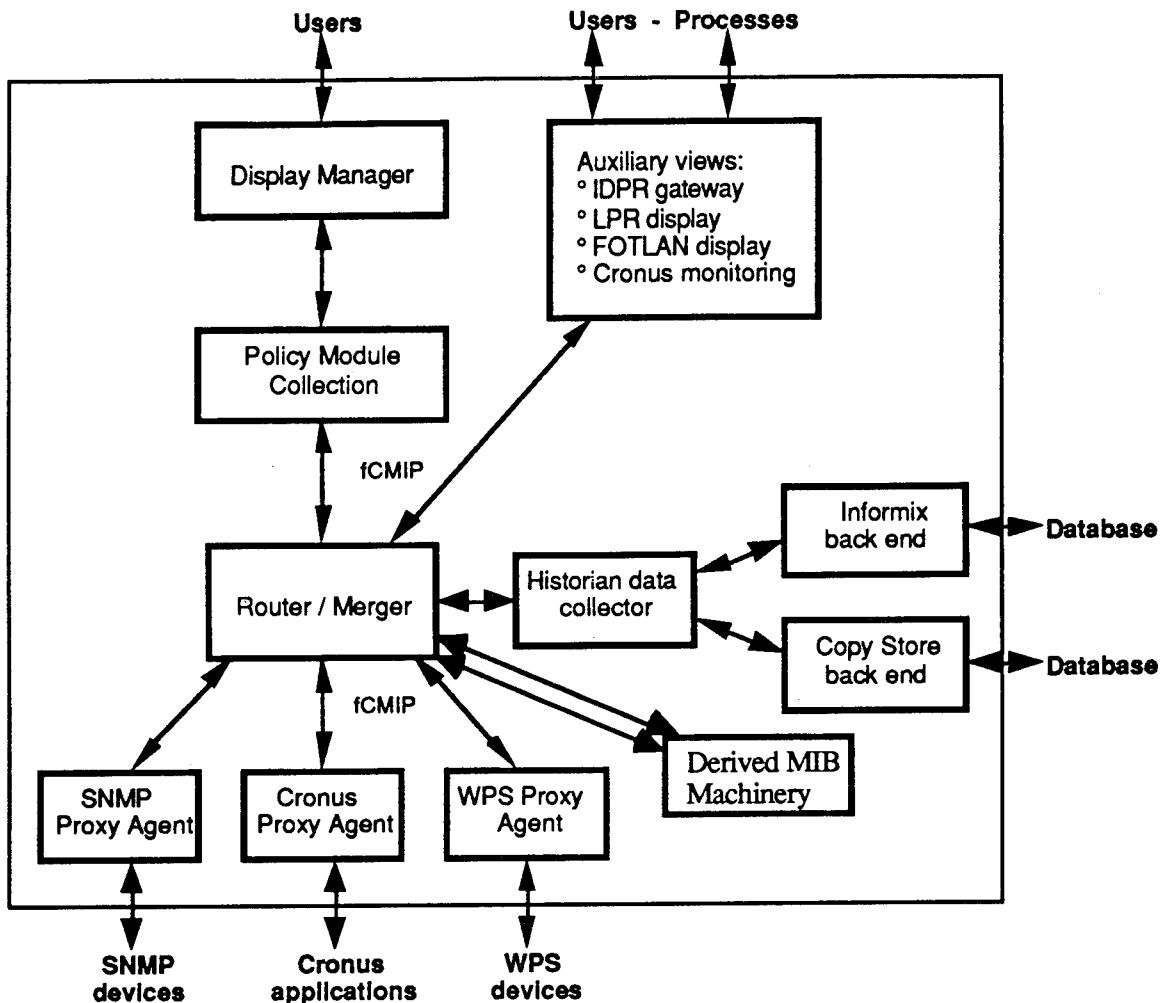 Users
Users - Processes
Display Manager
Auxiliary views:
° IDPR gateway
° LPR display
° FOTLAN display
° Cronus monitoring
Policy Module
Collection
fCMIP
Informix
back end
Database
Router / Merger
Historian data
collector
Copy Store
back end
Database
fCMIP
Derived MIB
Machinery
SNMP
Proxy Agent
Cronus
Proxy Agent
WPS Proxy
Agent
SNMP
devices
Cronus
applications
WPS
devices